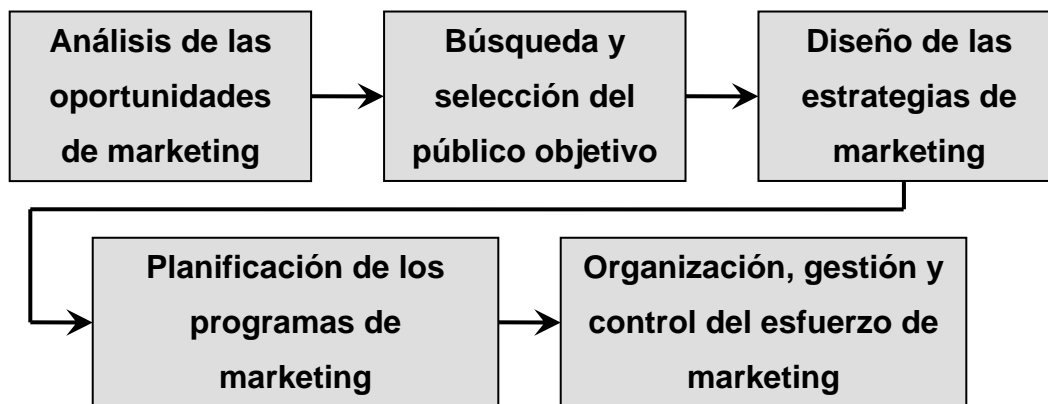 Análisis de las
oportunidades
de marketing
Búsqueda y
selección del
público objetivo
Diseño de las
estrategias de
marketing
Planificación de los
programas de
marketing
Organización, gestión y
control del esfuerzo de
marketing